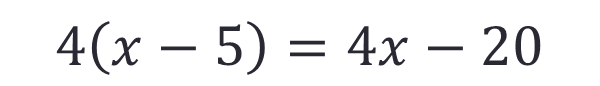 4(x − 5) = 4x − 20